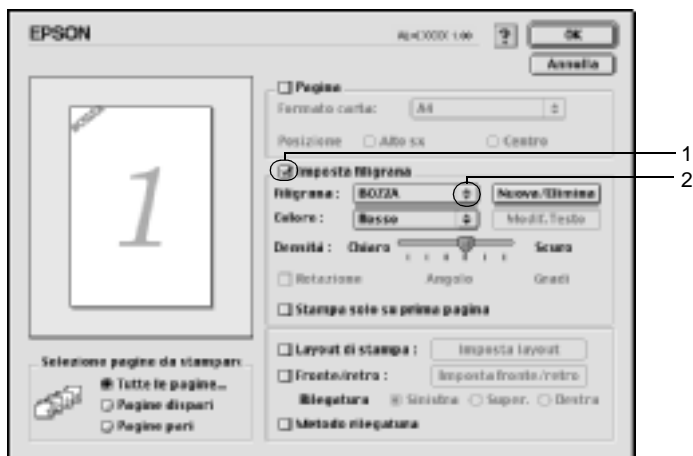 EPSON
1.00
?
OK
Annulla
Pagina
Formato carta: A4
Posizione Alto sx Centro
1
Imposta filigrana
2
Filigrana: BOZZA Nuova/Elimina
Colore: Rosso Modif.Testo
Densità: Chiaro Scuro
Rotazione Angolo Gradi
Stampa solo su prima pagina
BOZZA
1
Layout di stampa: Imposta layout
Fronte/retro: Imposta fronte/retro
Rilegatura Sinistra Super. Destra
Metodo rilegatura
Selezione pagine da stampare
Tutte le pagine...
Pagine dispari
Pagine pari